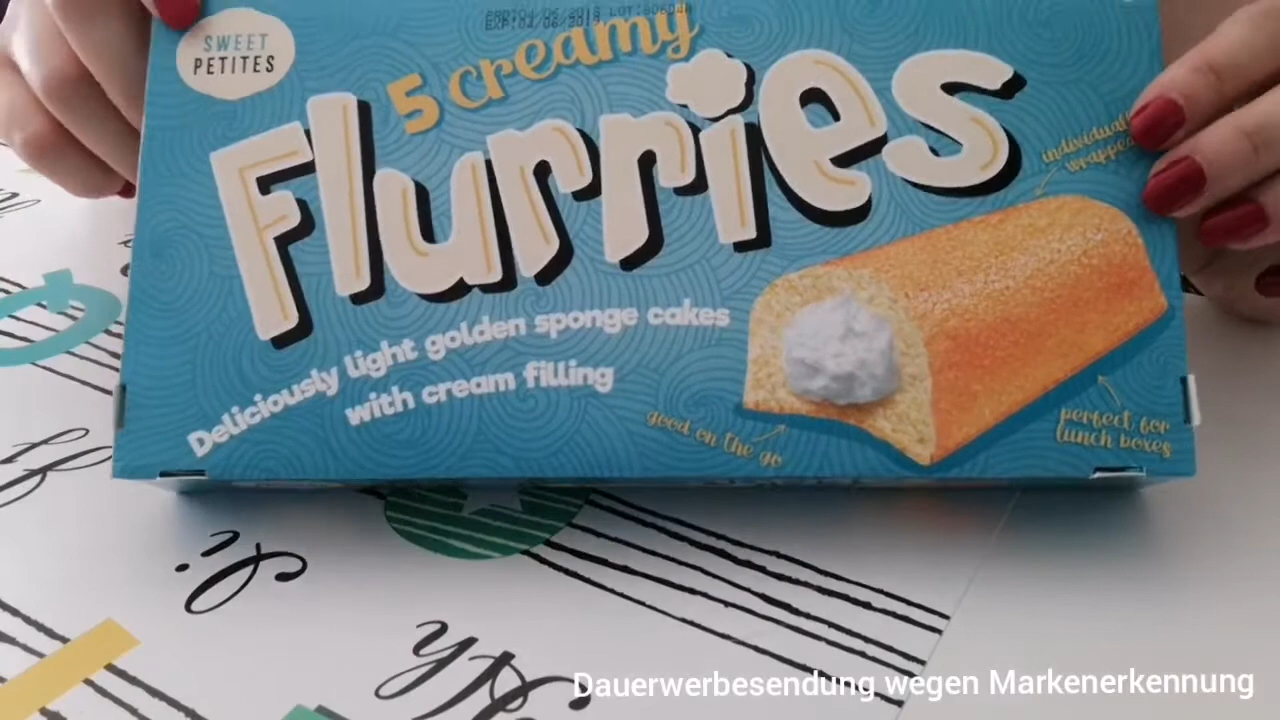 SWEET
PETITES
5 creamy
Flurries
individually
wrapped
Deliciously light golden sponge cakes
with cream filling
good on the go
perfect for
lunch boxes
Dauerwerbesendung wegen Markenerkennung